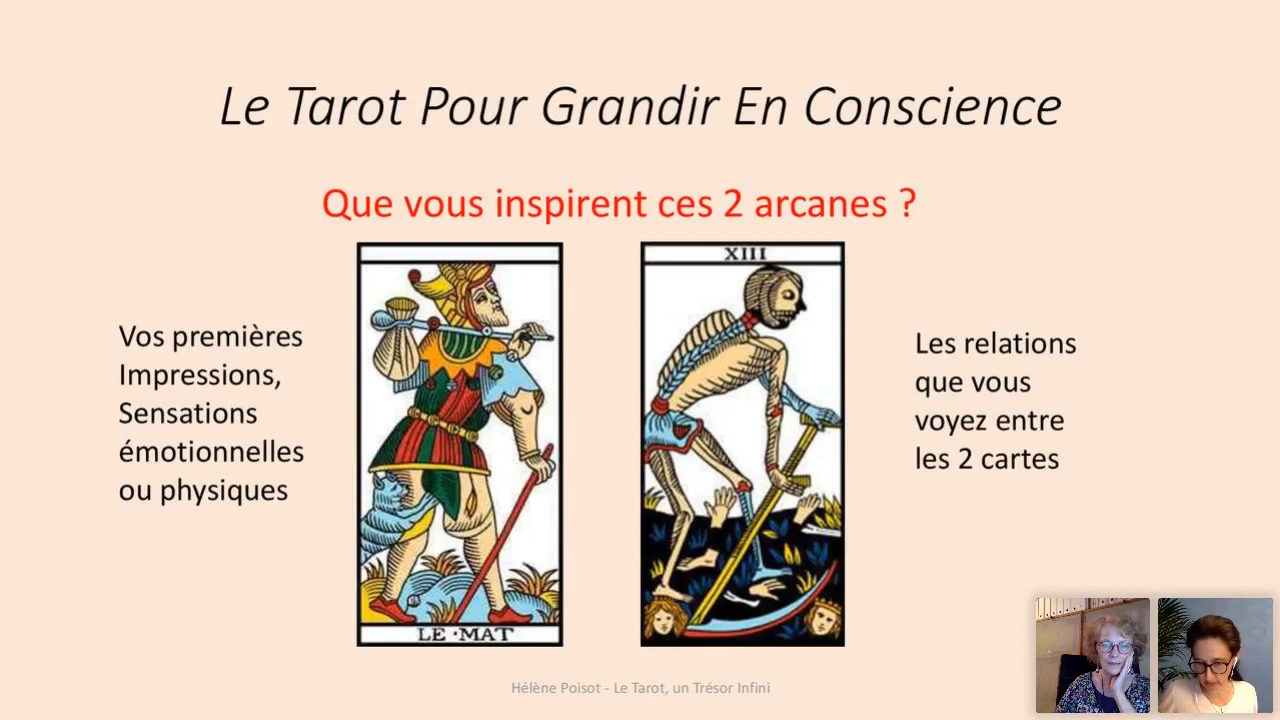 Le Tarot Pour Grandir En Conscience
Que vous inspirent ces 2 arcanes ?
Vos premières
Impressions,
Sensations
émotionnelles
ou physiques
LE•MAT
XIII
Les relations
que vous
voyez entre
les 2 cartes
Hélène Poisot - Le Tarot, un Trésor Infini